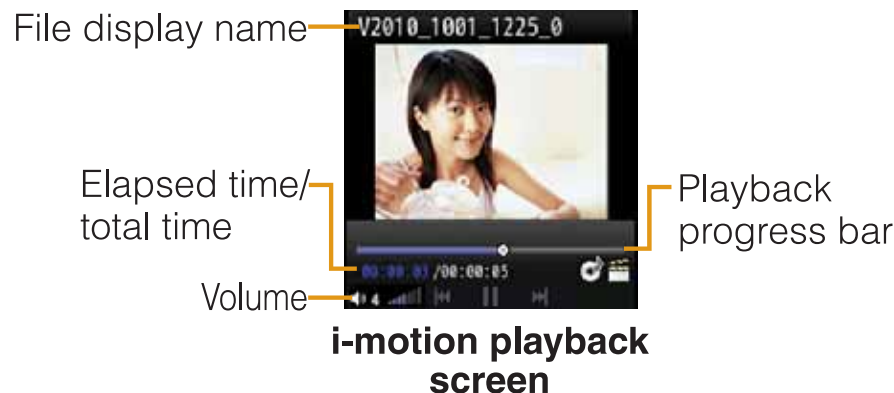 File display name
V2010_1001_1225_0
Elapsed time/
total time
Playback
progress bar
00:00:03/00:00:05
Volume
4
i-motion playback
screen